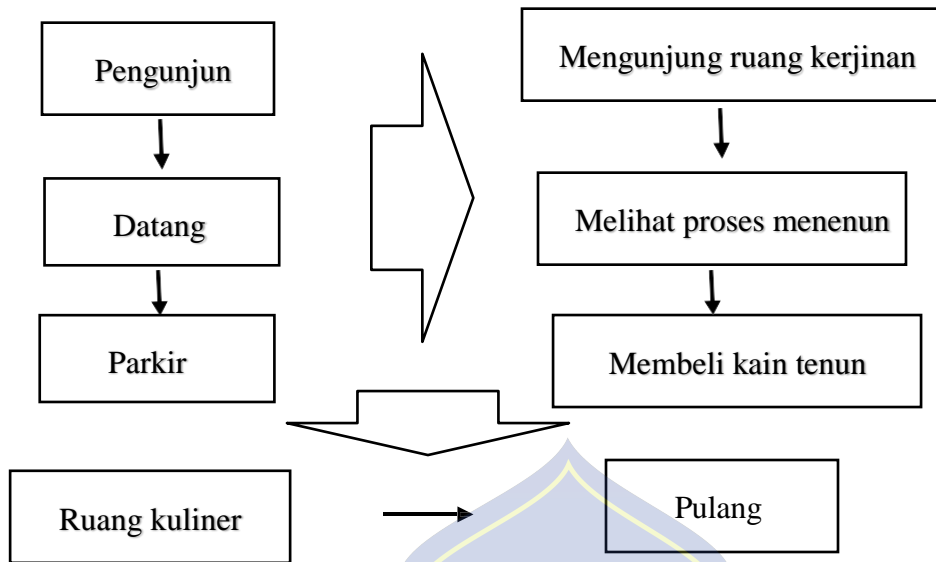 Pengunjun
Datang
Parkir
Mengunjung ruang kerjinan
Melihat proses menenun
Membeli kain tenun
Ruang kuliner
Pulang